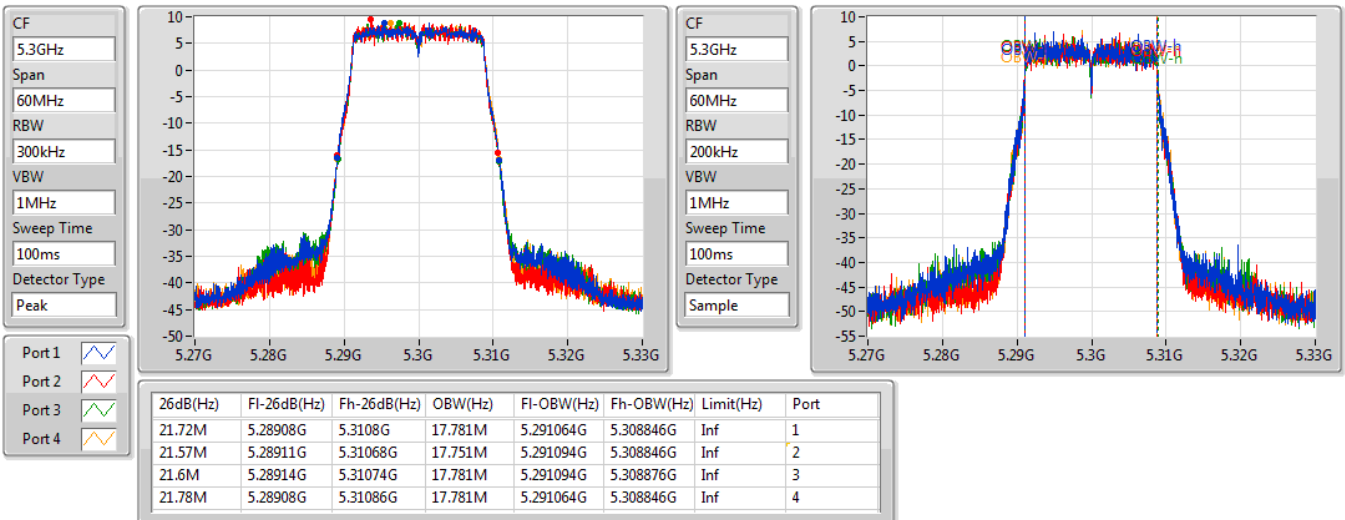 CF
5.3GHz
Span
60MHz
RBW
300kHz
VBW
1MHz
Sweep Time
100ms
Detector Type
Peak
10
5
0
-5
-10
-15
-20
-25
-30
-35
-40
-45
-50
5.27G 5.28G 5.29G 5.3G 5.31G 5.32G 5.33G
CF
5.3GHz
Span
60MHz
RBW
200kHz
VBW
1MHz
Sweep Time
100ms
Detector Type
Sample
10
5
0
-5
-10
-15
-20
-25
-30
-35
-40
-45
-50
-55
OBW-h
5.27G 5.28G 5.29G 5.3G 5.31G 5.32G 5.33G
Port 1
Port 2
Port 3
Port 4
26dB(Hz) Fl-26dB(Hz) Fh-26dB(Hz) OBW(Hz) Fl-OBW(Hz) Fh-OBW(Hz) Limit(Hz) Port
21.72M 5.28908G 5.3108G 17.781M 5.291064G 5.308846G Inf 1
21.57M 5.28911G 5.31068G 17.751M 5.291094G 5.308846G Inf 2
21.6M 5.28914G 5.31074G 17.781M 5.291094G 5.308876G Inf 3
21.78M 5.28908G 5.31086G 17.781M 5.291064G 5.308846G Inf 4